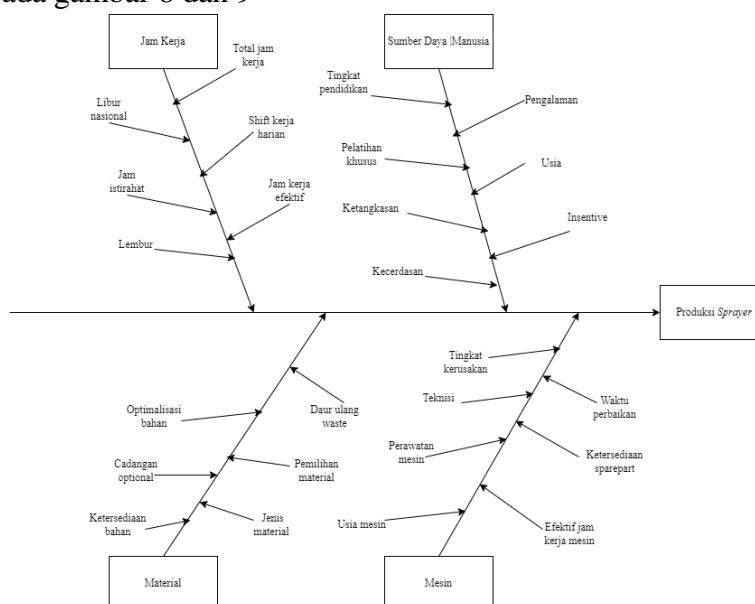 pada gambar 8 dan 9
Jam Kerja
Sumber Daya |Manusia
Total jam
kerja
Libur
nasional
Shift kerja
harian
Jam
istirahat
Jam kerja
efektif
Lembur
Tingkat
pendidikan
Pengalaman
Pelatihan
khusus
Usia
Ketangkasan
Insentive
Kecerdasan
Produksi Sprayer
Daur ulang
waste
Optimalisasi
bahan
Pemilihan
material
Cadangan
optional
Jenis
material
Ketersediaan
bahan
Tingkat
kerusakan
Waktu
perbaikan
Teknisi
Ketersediaan
sparepart
Perawatan
mesin
Efektif jam
kerja mesin
Usia mesin
Material
Mesin